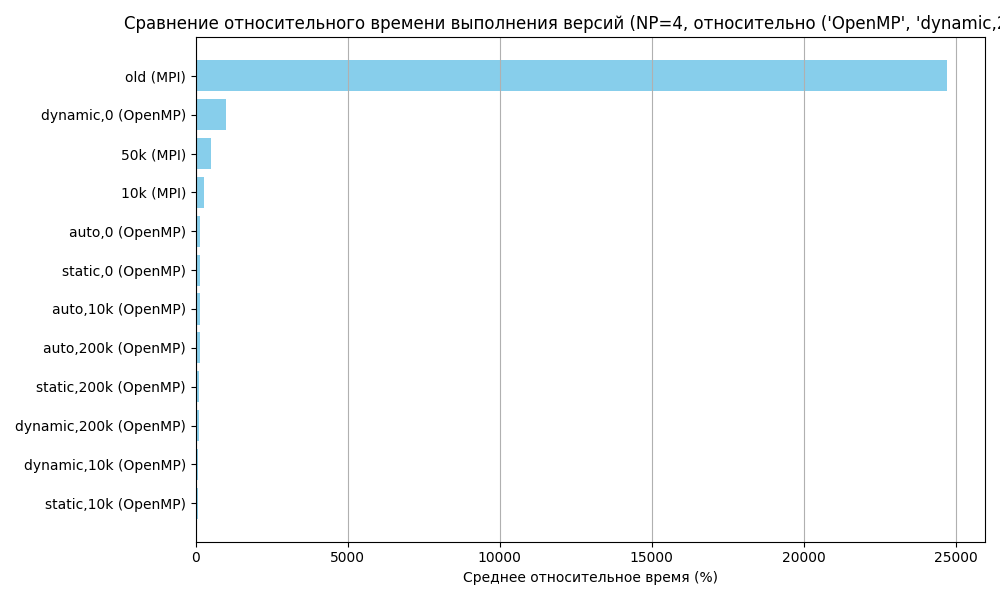 Сравнение относительного времени выполнения версий (NP=4, относительно ('OpenMP', 'dynamic,2
old (MPI)
dynamic,0 (OpenMP)
50k (MPI)
10k (MPI)
auto,0 (OpenMP)
static,0 (OpenMP)
auto,10k (OpenMP)
auto,200k (OpenMP)
static,200k (OpenMP)
dynamic,200k (OpenMP)
dynamic,10k (OpenMP)
static,10k (OpenMP)
0 5000 10000 15000 20000 25000
Среднее относительное время (%)